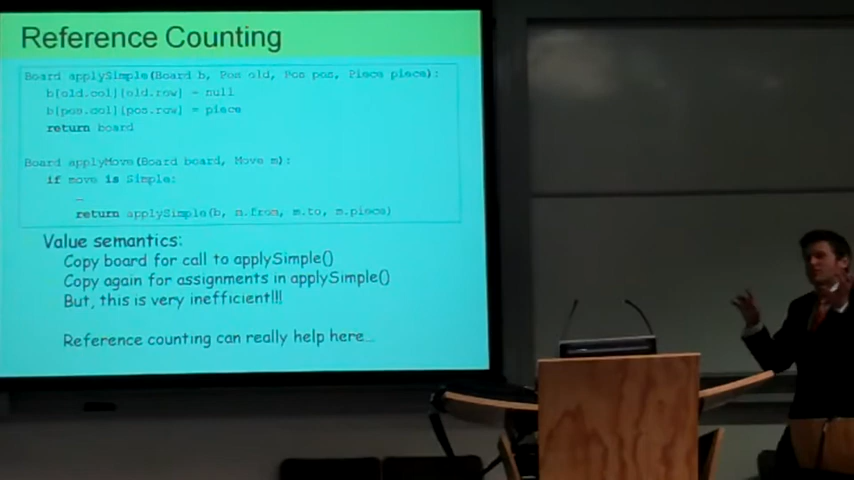 Reference Counting
Board applySimple(Board b, Pos old, Pos pos, Piece piece):
b[old.col][old.row] = null
b[pos.col][pos.row] = piece
return board
Board applyMove(Board board, Move m):
if move is Simple:
…
return applySimple(b, m.from, m.to, m.piece)
Value semantics:
Copy board for call to applySimple()
Copy again for assignments in applySimple()
But, this is very inefficient!!!
Reference counting can really help here...